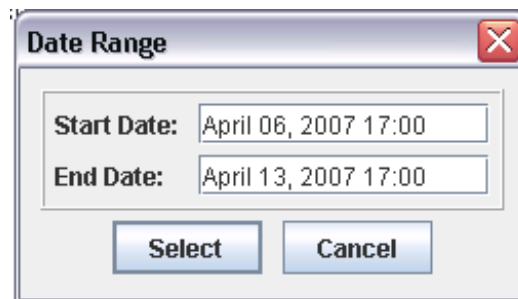 Date Range
Start Date: April 06, 2007 17:00
End Date: April 13, 2007 17:00
Select Cancel